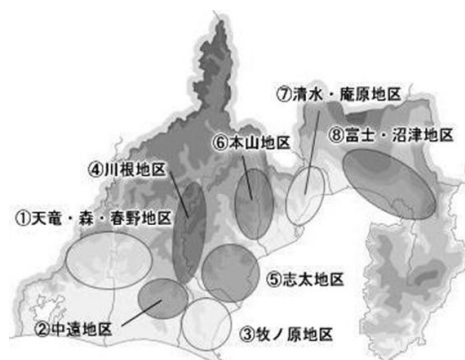 ⑦清水・庵原地区
⑧富士・沼津地区
⑥本山地区
④川根地区
①天竜・森・春野地区
⑤志太地区
②中遠地区
③牧ノ原地区